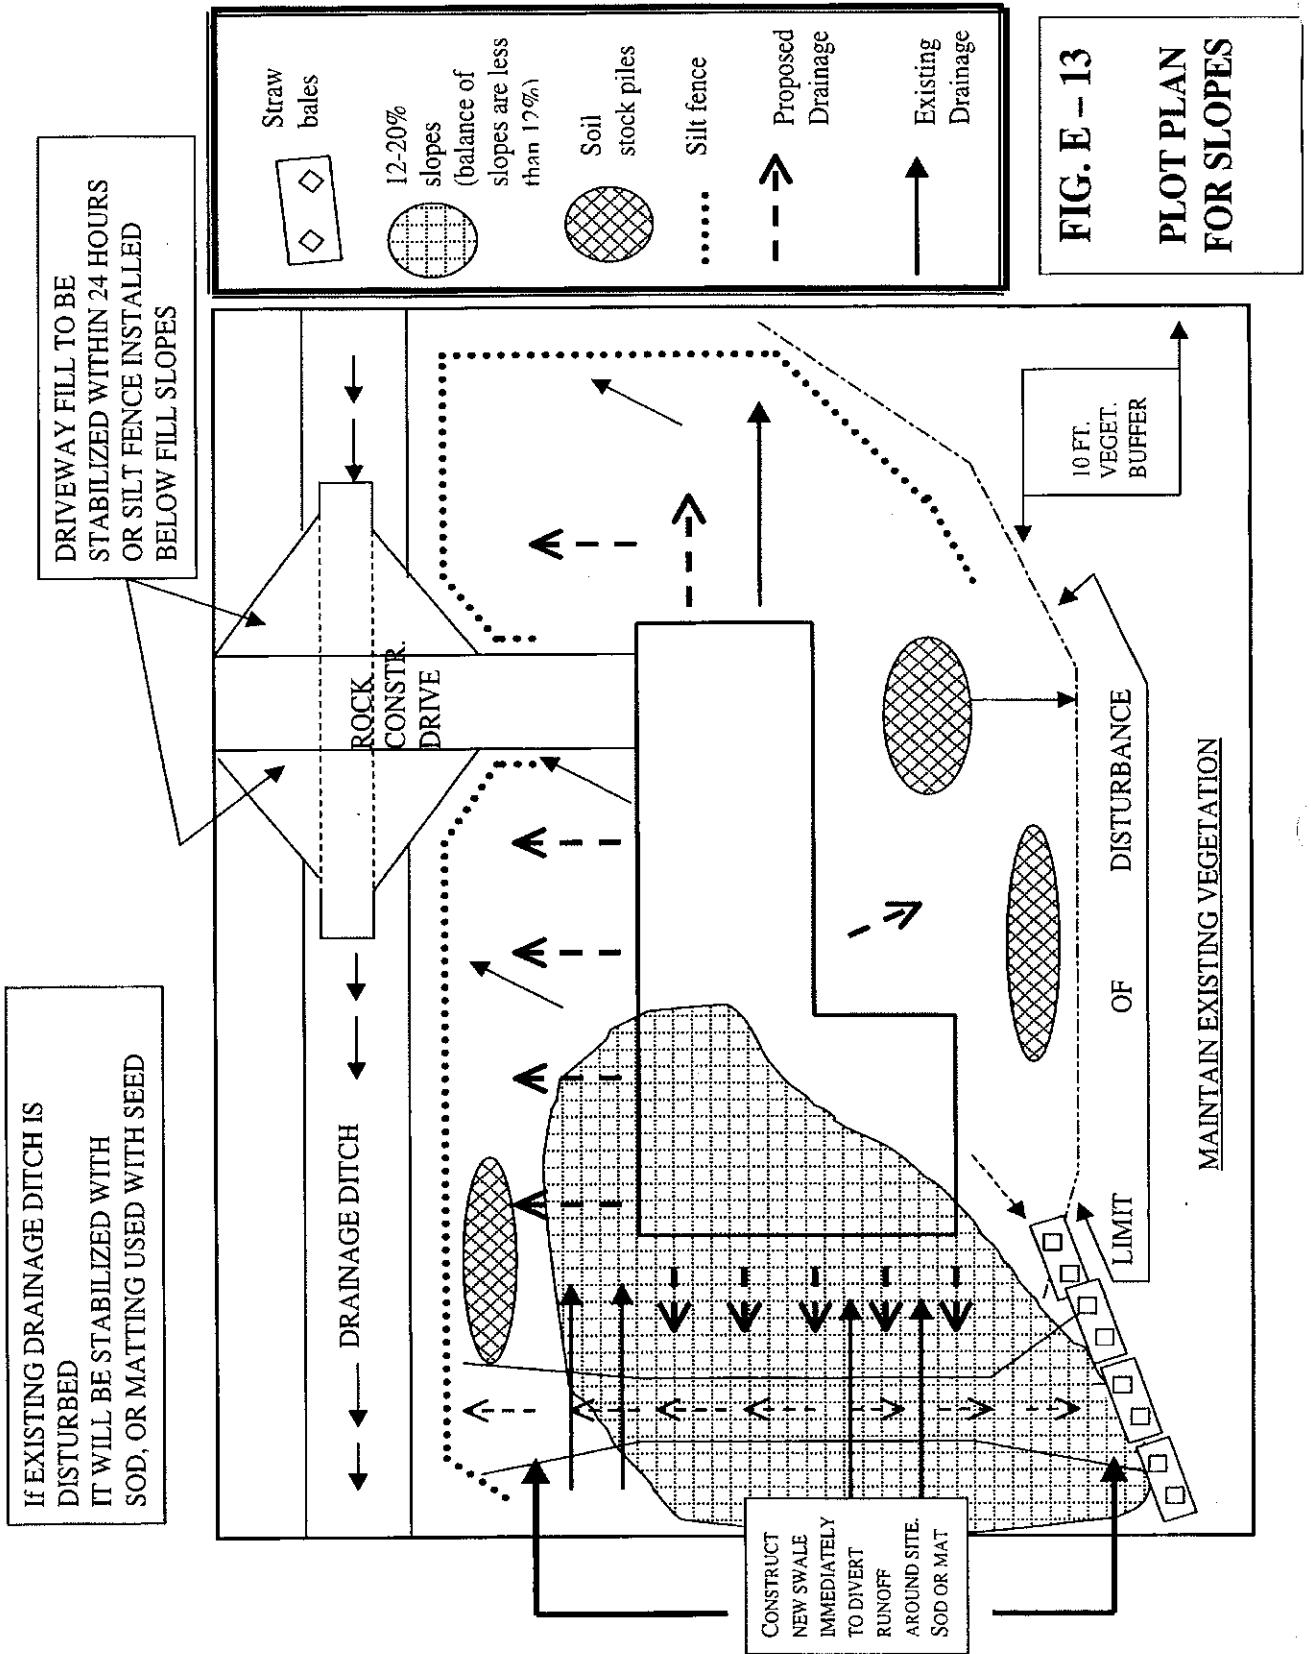 If EXISTING DRAINAGE DITCH IS
DISTURBED
IT WILL BE STABILIZED WITH
SOD, OR MATTING USED WITH SEED
DRIVEWAY FILL TO BE
STABILIZED WITHIN 24 HOURS
OR SILT FENCE INSTALLED
BELOW FILL SLOPES
DRAINAGE DITCH
ROCK
CONSTR.
DRIVE
CONSTRUCT
NEW SWALE
IMMEDIATELY
TO DIVERT
RUNOFF
AROUND SITE.
SOD OR MAT
10 FT.
VEGET.
BUFFER
LIMIT OF DISTURBANCE
MAINTAIN EXISTING VEGETATION
Straw
bales
12-20%
slopes
(balance of
slopes are less
than 12%)
Soil
stock piles
Silt fence
Proposed
Drainage
Existing
Drainage
FIG. E – 13
PLOT PLAN
FOR SLOPES